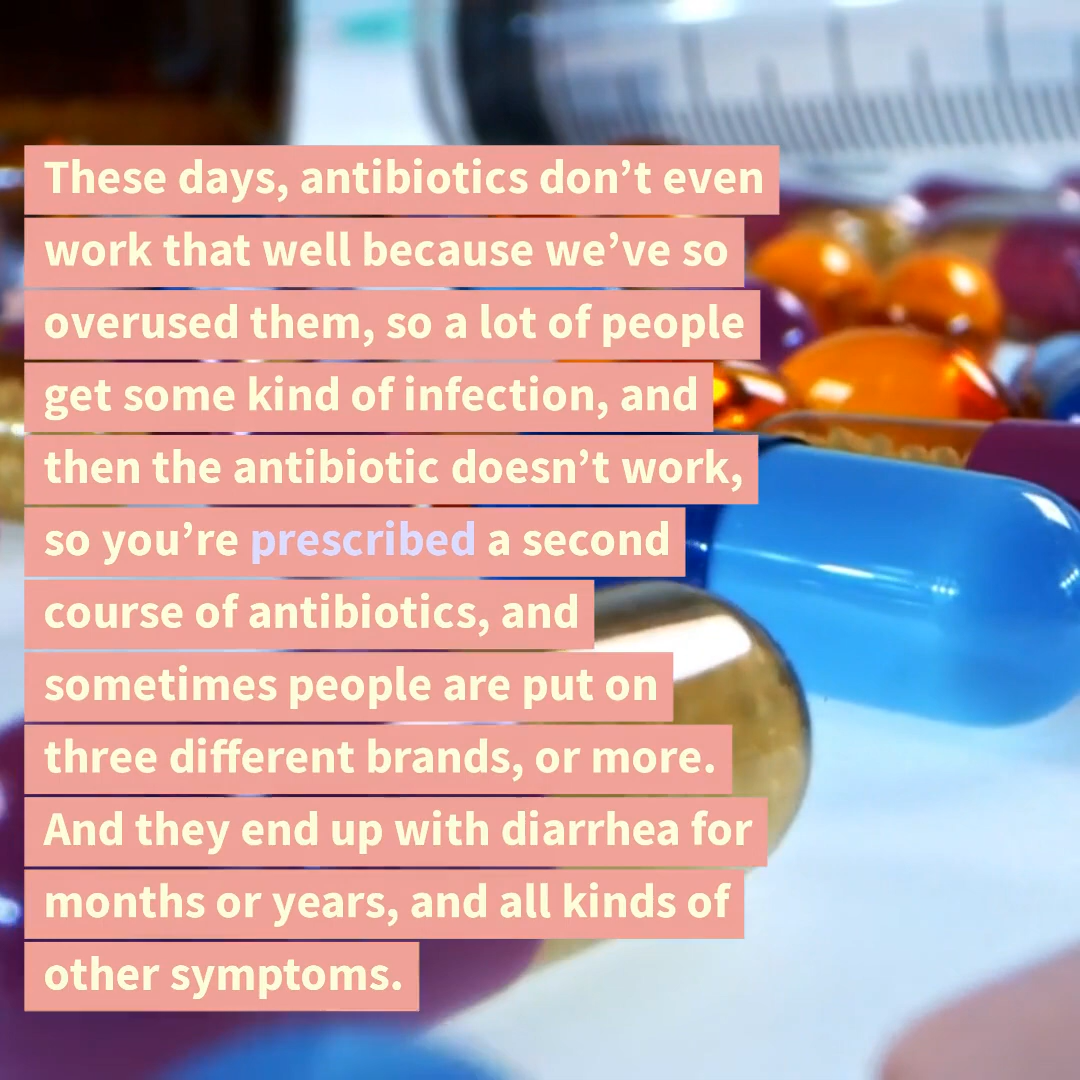 These days, antibiotics don’t even
work that well because we’ve so
overused them, so a lot of people
get some kind of infection, and
then the antibiotic doesn’t work,
so you’re prescribed a second
course of antibiotics, and
sometimes people are put on
three different brands, or more.
And they end up with diarrhea for
months or years, and all kinds of
other symptoms.